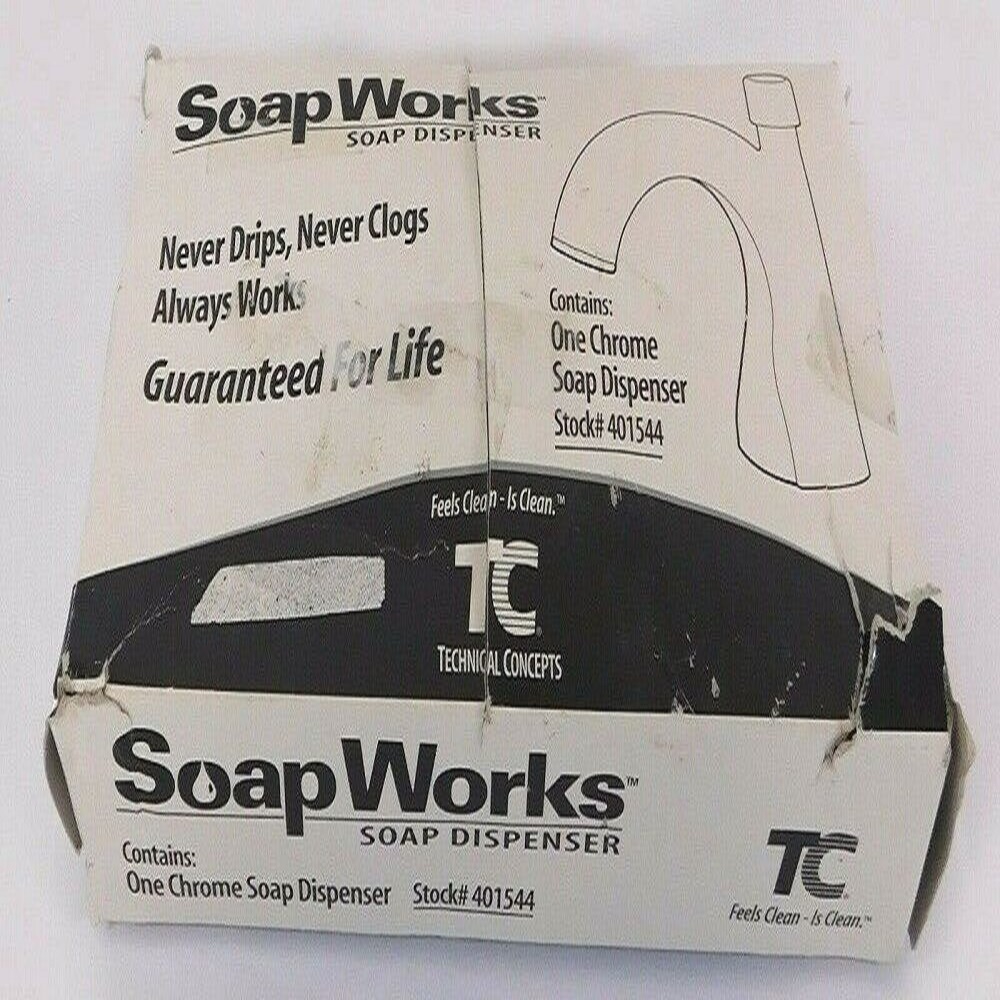 SoapWorks™
SOAP DISPENSER
Never Drips, Never Clogs
Always Works
Guaranteed For Life
Contains:
One Chrome
Soap Dispenser
Stock# 401544
Feels Clean - Is Clean.™
TC
TECHNICAL CONCEPTS
SoapWorks™
SOAP DISPENSER
Contains:
One Chrome Soap Dispenser Stock# 401544
TC
Feels Clean - Is Clean.™